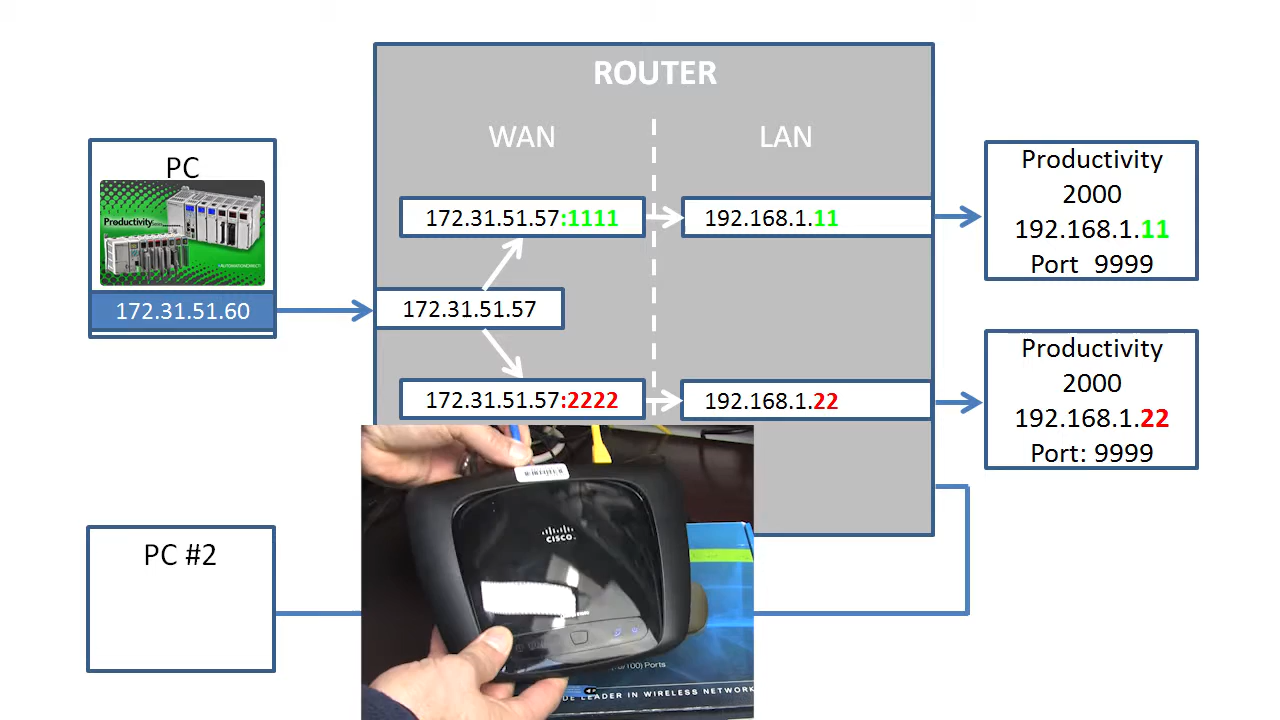 ROUTER
WAN
LAN
PC
Productivity
172.31.51.60
172.31.51.57:1111
192.168.1.11
172.31.51.57
172.31.51.57:2222
192.168.1.22
Productivity
2000
192.168.1.11
Port 9999
Productivity
2000
192.168.1.22
Port: 9999
PC #2
CISCO
/100) Ports
LEADER IN WIRELESS NETWORK